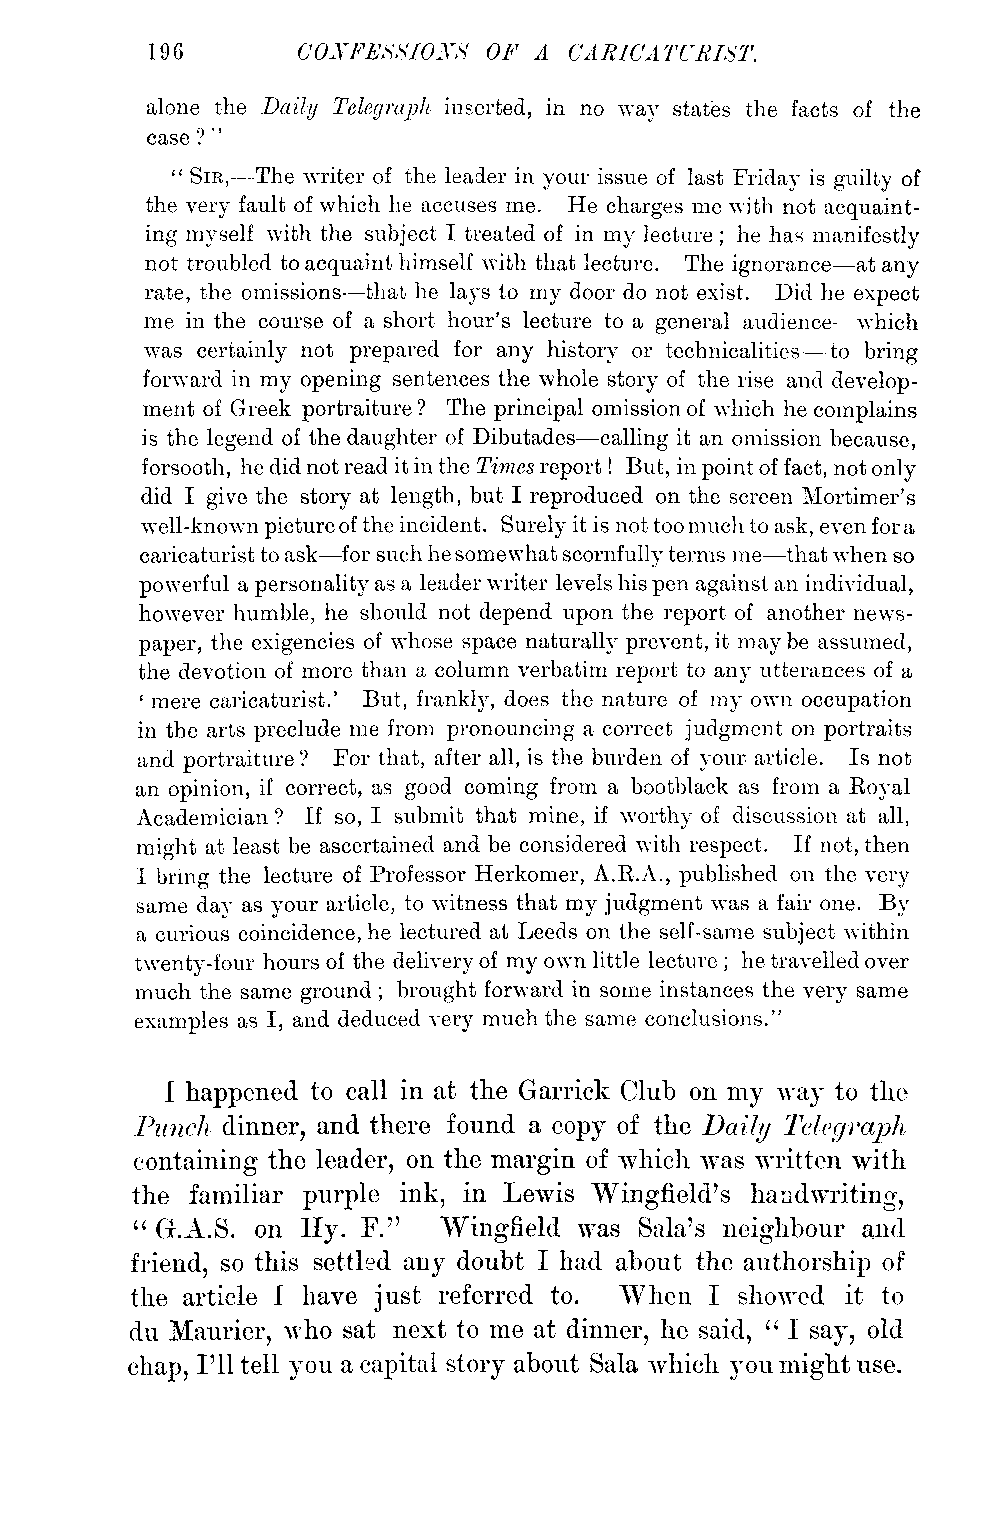 196 CONFESSIONS OF A CARICATURIST.
alone the Daily Telegraph inserted, in no way states the facts of the
case?"
"SIR,—The writer of the leader in your issue of last Friday is guilty of
the very fault of which he accuses me. He charges me with not acquaint-
ing myself with the subject I treated of in my lecture; he has manifestly
not troubled to acquaint himself with that lecture. The ignorance—at any
rate, the omissions—that he lays to my door do not exist. Did he expect
me in the course of a short hour's lecture to a general audience- which
was certainly not prepared for any history or technicalities—to bring
forward in my opening sentences the whole story of the rise and develop-
ment of Greek portraiture? The principal omission of which he complains
is the legend of the daughter of Dibutades—calling it an omission because,
forsooth, he did not read it in the Times report! But, in point of fact, not only
did I give the story at length, but I reproduced on the screen Mortimer's
well-known picture of the incident. Surely it is not too much to ask, even for a
caricaturist to ask—for such he somewhat scornfully terms me—that when so
powerful a personality as a leader writer levels his pen against an individual,
however humble, he should not depend upon the report of another news-
paper, the exigencies of whose space naturally prevent, it may be assumed,
the devotion of more than a column verbatim report to any utterances of a
'mere caricaturist.' But, frankly, does the nature of my own occupation
in the arts preclude me from pronouncing a correct judgment on portraits
and portraiture? For that, after all, is the burden of your article. Is not
an opinion, if correct, as good coming from a bootblack as from a Royal
Academician? If so, I submit that mine, if worthy of discussion at all,
might at least be ascertained and be considered with respect. If not, then
I bring the lecture of Professor Herkomer, A.R.A., published on the very
same day as your article, to witness that my judgment was a fair one. By
a curious coincidence, he lectured at Leeds on the self-same subject within
twenty-four hours of the delivery of my own little lecture; he travelled over
much the same ground; brought forward in some instances the very same
examples as I, and deduced very much the same conclusions."
I happened to call in at the Garrick Club on my way to the
Punch dinner, and there found a copy of the Daily Telegraph
containing the leader, on the margin of which was written with
the familiar purple ink, in Lewis Wingfield's handwriting,
"G.A.S. on Hy. F." Wingfield was Sala's neighbour and
friend, so this settled any doubt I had about the authorship of
the article I have just referred to. When I showed it to
du Maurier, who sat next to me at dinner, he said, "I say, old
chap, I'll tell you a capital story about Sala which you might use.